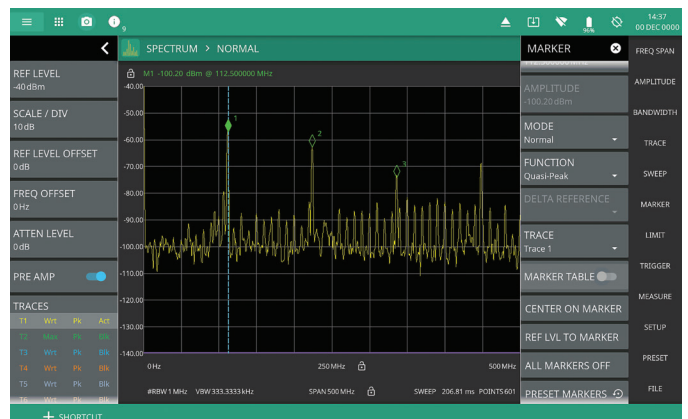 9
96%
14:37
00 DEC 0000
SPECTRUM > NORMAL
MARKER
FREQ SPAN
M1 -100.20 dBm @ 112.500000 MHz
112.500000 MHz
REF LEVEL
-40 dBm
-40.00
AMPLITUDE
-100.20 dBm
AMPLITUDE
SCALE / DIV
10 dB
-50.00
1
BANDWIDTH
MODE
Normal
-60.00
2
TRACE
REF LEVEL OFFSET
0 dB
-70.00
3
FUNCTION
Quasi-Peak
SWEEP
FREQ OFFSET
0 Hz
-80.00
DELTA REFERENCE
MARKER
-90.00
ATTEN LEVEL
0 dB
-100.00
TRACE
Trace 1
LIMIT
PRE AMP
-110.00
MARKER TABLE
TRIGGER
TRACES
MEASURE
T1 Wrt Pk Act
CENTER ON MARKER
T2 Max Pk Blk
-130.00
SETUP
T3 Wrt Pk Blk
REF LVL TO MARKER
T4 Wrt Pk Blk
-140.00
0 Hz
250 MHz
500 MHz
ALL MARKERS OFF
PRESET
T5 Wrt Pk Blk
#RBW 1 MHz VBW 333.3333 kHz SPAN 500 MHz SWEEP 206.81 ms POINTS 601
PRESET MARKERS
FILE
T6 Wrt Pk Blk
+ SHORTCUT